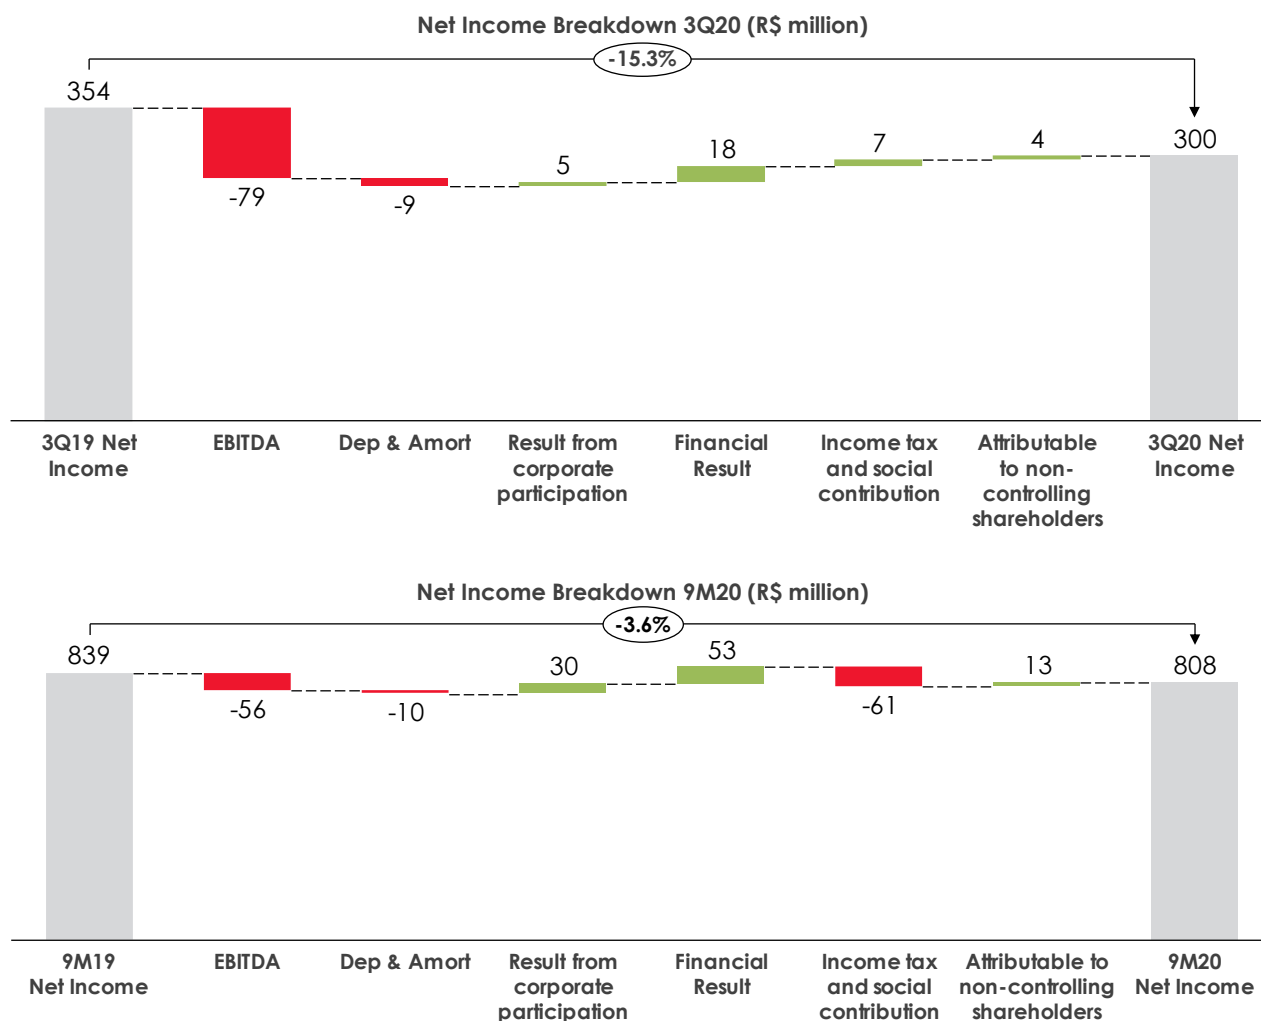 Net Income Breakdown 3Q20 (R$ million)
-15.3%
354
-79
-9
5
18
7
4
300
3Q19 Net
Income
EBITDA
Dep & Amort
Result from
corporate
participation
Financial
Result
Income tax
and social
contribution
Attributable
to non-
controlling
shareholders
3Q20 Net
Income
Net Income Breakdown 9M20 (R$ million)
-3.6%
839
-56
-10
30
53
-61
13
808
9M19
Net Income
EBITDA
Dep & Amort
Result from
corporate
participation
Financial
Result
Income tax
and social
contribution
Attributable to
non-controlling
shareholders
9M20
Net Income